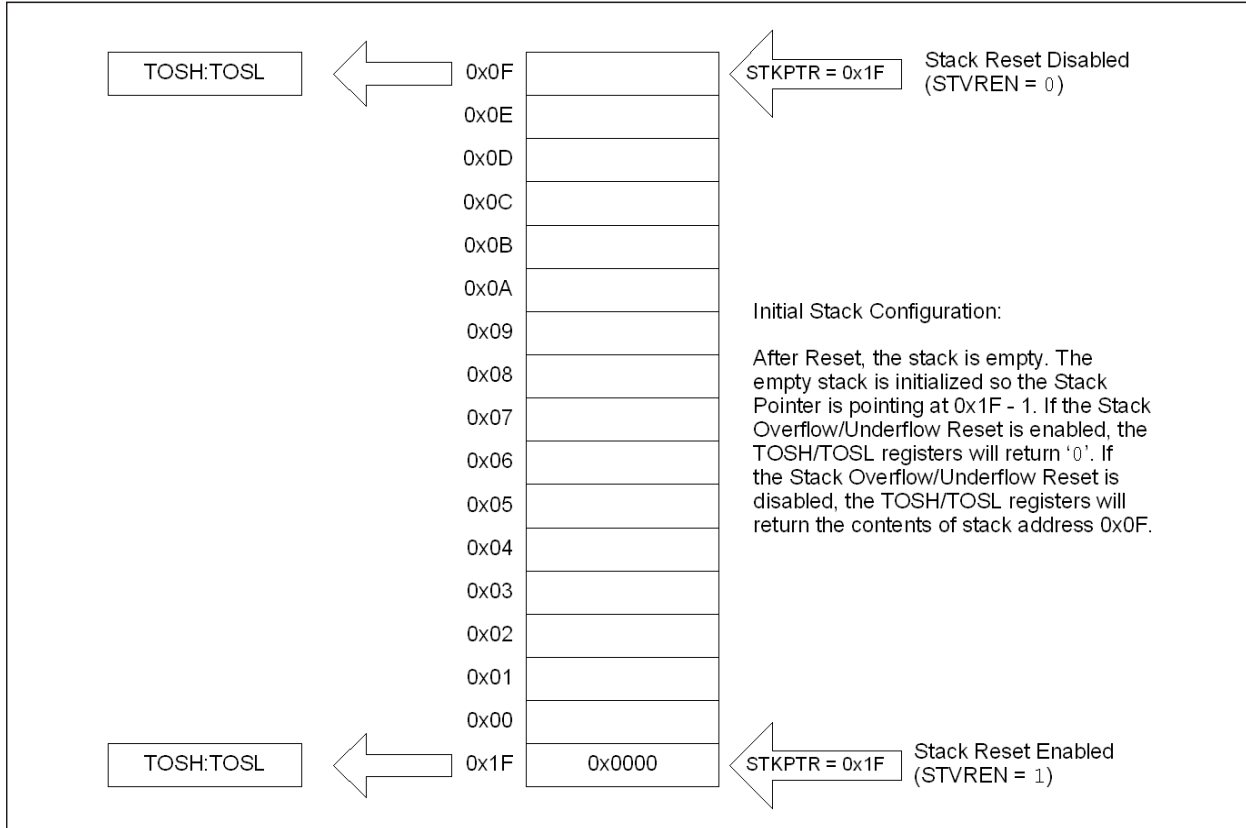 TOSH:TOSL
0x0F
STKPTR = 0x1F
Stack Reset Disabled
(STVREN = 0)
0x0E
0x0D
0x0C
0x0B
0x0A
0x09
0x08
0x07
0x06
0x05
0x04
0x03
0x02
0x01
0x00
Initial Stack Configuration:
After Reset, the stack is empty. The
empty stack is initialized so the Stack
Pointer is pointing at 0x1F - 1. If the Stack
Overflow/Underflow Reset is enabled, the
TOSH/TOSL registers will return ‘0’. If
the Stack Overflow/Underflow Reset is
disabled, the TOSH/TOSL registers will
return the contents of stack address 0x0F.
TOSH:TOSL
0x1F
0x0000
STKPTR = 0x1F
Stack Reset Enabled
(STVREN = 1)